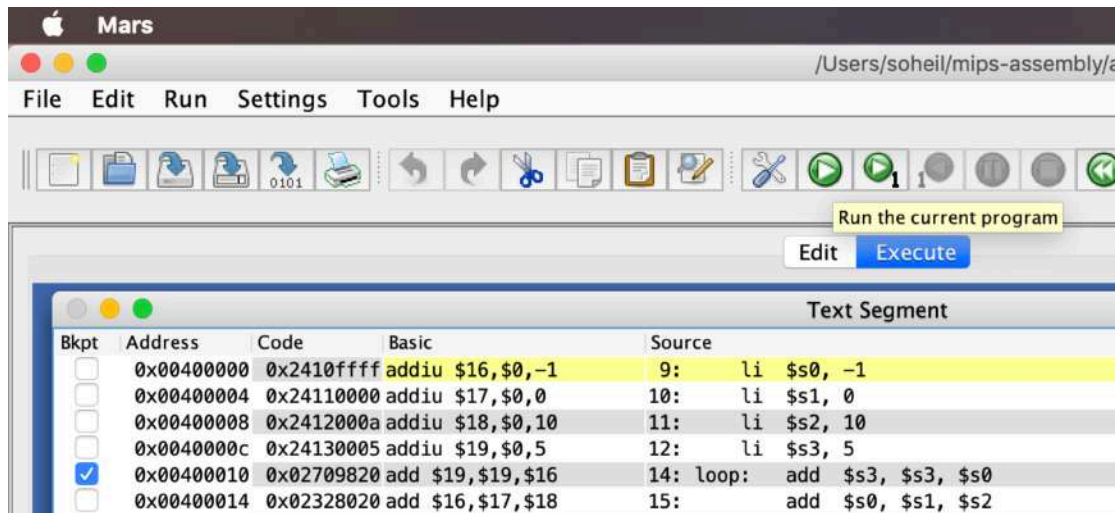 Mars
/Users/soheil/mips-assembly/a
File Edit Run Settings Tools Help
0101 1 1
Run the current program
Edit Execute
Text Segment
Bkpt Address Code Basic Source
0x00400000 0x2410ffff addiu $16,$0,-1 9: li $s0, -1
0x00400004 0x24110000 addiu $17,$0,0 10: li $s1, 0
0x00400008 0x2412000a addiu $18,$0,10 11: li $s2, 10
0x0040000c 0x24130005 addiu $19,$0,5 12: li $s3, 5
0x00400010 0x02709820 add $19,$19,$16 14: loop: add $s3, $s3, $s0
0x00400014 0x02328020 add $16,$17,$18 15: add $s0, $s1, $s2